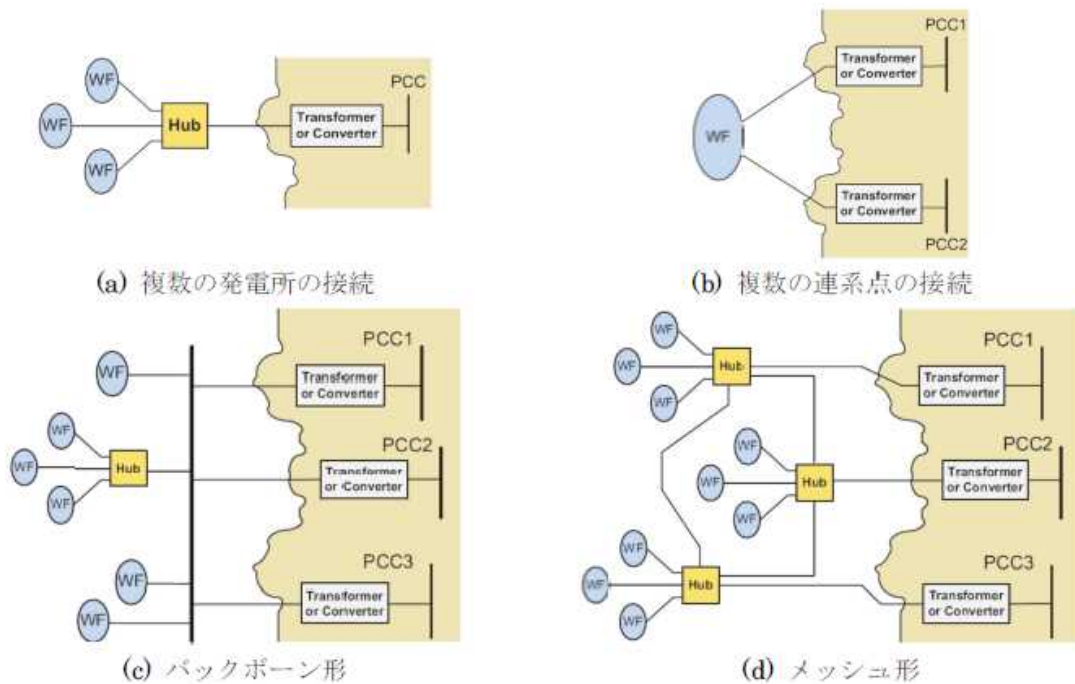 WF
WF
WF
Hub
Transformer
or Converter
PCC
(a) 複数の発電所の接続
WF
Transformer
or Converter
PCC1
Transformer
or Converter
PCC2
(b) 複数の連系点の接続
WF
WF
WF
WF
Hub
WF
WF
PCC1
Transformer
or Converter
PCC2
Transformer
or Converter
PCC3
Transformer
or Converter
(c) バックボーン形
WF
WF
WF
Hub
WF
WF
WF
Hub
WF
WF
WF
Hub
PCC1
Transformer
or Converter
PCC2
Transformer
or Converter
PCC3
Transformer
or Converter
(d) メッシュ形